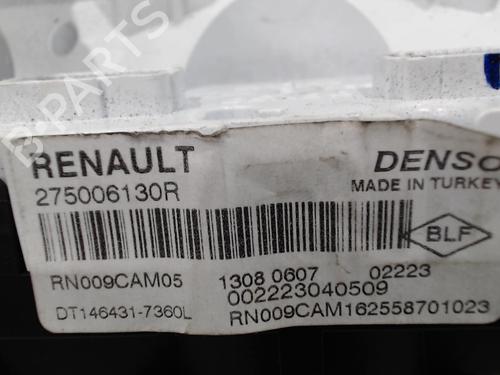 B-PARTS
RENAULT
275006130R
DENSO
MADE IN TURKEY
BLF
RN009CAM05
1308 0607
02223
002223040509
DT146431-7360L
RN009CAM162558701023